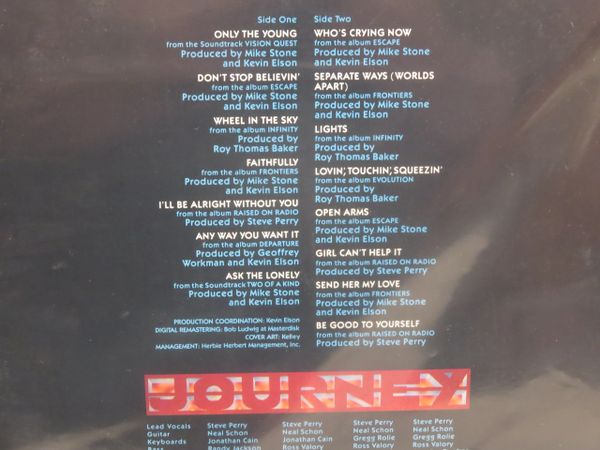 Side One
ONLY THE YOUNG
from the Soundtrack VISION QUEST
Produced by Mike Stone
and Kevin Elson
DON'T STOP BELIEVIN'
from the album ESCAPE
Produced by Mike Stone
and Kevin Elson
WHEEL IN THE SKY
from the album INFINITY
Produced by
Roy Thomas Baker
FAITHFULLY
from the album FRONTIERS
Produced by Mike Stone
and Kevin Elson
I'LL BE ALRIGHT WITHOUT YOU
from the album RAISED ON RADIO
Produced by Steve Perry
ANY WAY YOU WANT IT
from the album DEPARTURE
Produced by Geoffrey
Workman and Kevin Elson
ASK THE LONELY
from the Soundtrack TWO OF A KIND
Produced by Mike Stone
and Kevin Elson
PRODUCTION COORDINATION: Kevin Elson
DIGITAL REMASTERING: Bob Ludwig at Masterdisk
COVER ART: Kelley
MANAGEMENT: Herbie Herbert Management, Inc.
Side Two
WHO'S CRYING NOW
from the album ESCAPE
Produced by Mike Stone
and Kevin Elson
SEPARATE WAYS (WORLDS
APART)
from the album FRONTIERS
Produced by Mike Stone
and Kevin Elson
LIGHTS
from the album INFINITY
Produced by
Roy Thomas Baker
LOVIN', TOUCHIN', SQUEEZIN'
from the album EVOLUTION
Produced by
Roy Thomas Baker
OPEN ARMS
from the album ESCAPE
Produced by Mike Stone
and Kevin Elson
GIRL CAN'T HELP IT
from the album RAISED ON RADIO
Produced by Steve Perry
SEND HER MY LOVE
from the album FRONTIERS
Produced by Mike Stone
and Kevin Elson
BE GOOD TO YOURSELF
from the album RAISED ON RADIO
Produced by Steve Perry
JOURNEY
Lead Vocals Steve Perry Steve Perry Steve Perry Steve Perry
Guitar Neal Schon Neal Schon Neal Schon Neal Schon
Keyboards Jonathan Cain Jonathan Cain Gregg Rolie Gregg Rolie
Bass Randy Jackson Ross Valory Ross Valory Ross Valory